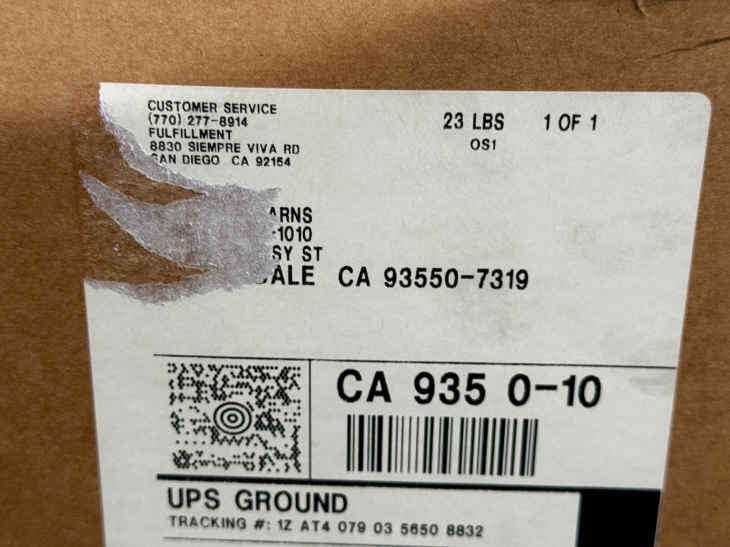 CUSTOMER SERVICE
(770) 277-8914
FULFILLMENT
8830 SIEMPRE VIVA RD
SAN DIEGO CA 92154
23 LBS 1 OF 1
OS1
ARNS
-1010
SY ST
ALE CA 93550-7319
CA 935 0-10
UPS GROUND
TRACKING #: 1Z AT4 079 03 5650 8832